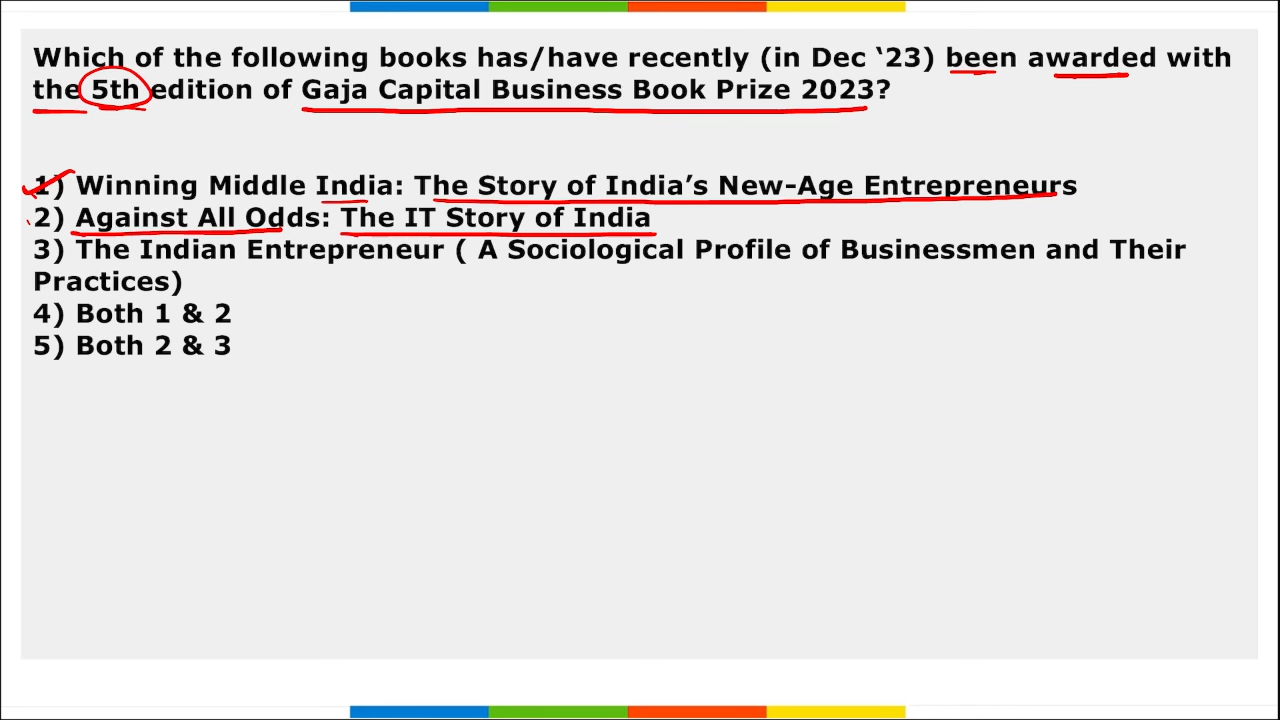 Which of the following books has/have recently (in Dec ‘23) been awarded with
the 5th edition of Gaja Capital Business Book Prize 2023?
1) Winning Middle India: The Story of India’s New-Age Entrepreneurs
2) Against All Odds: The IT Story of India
3) The Indian Entrepreneur ( A Sociological Profile of Businessmen and Their
Practices)
4) Both 1 & 2
5) Both 2 & 3